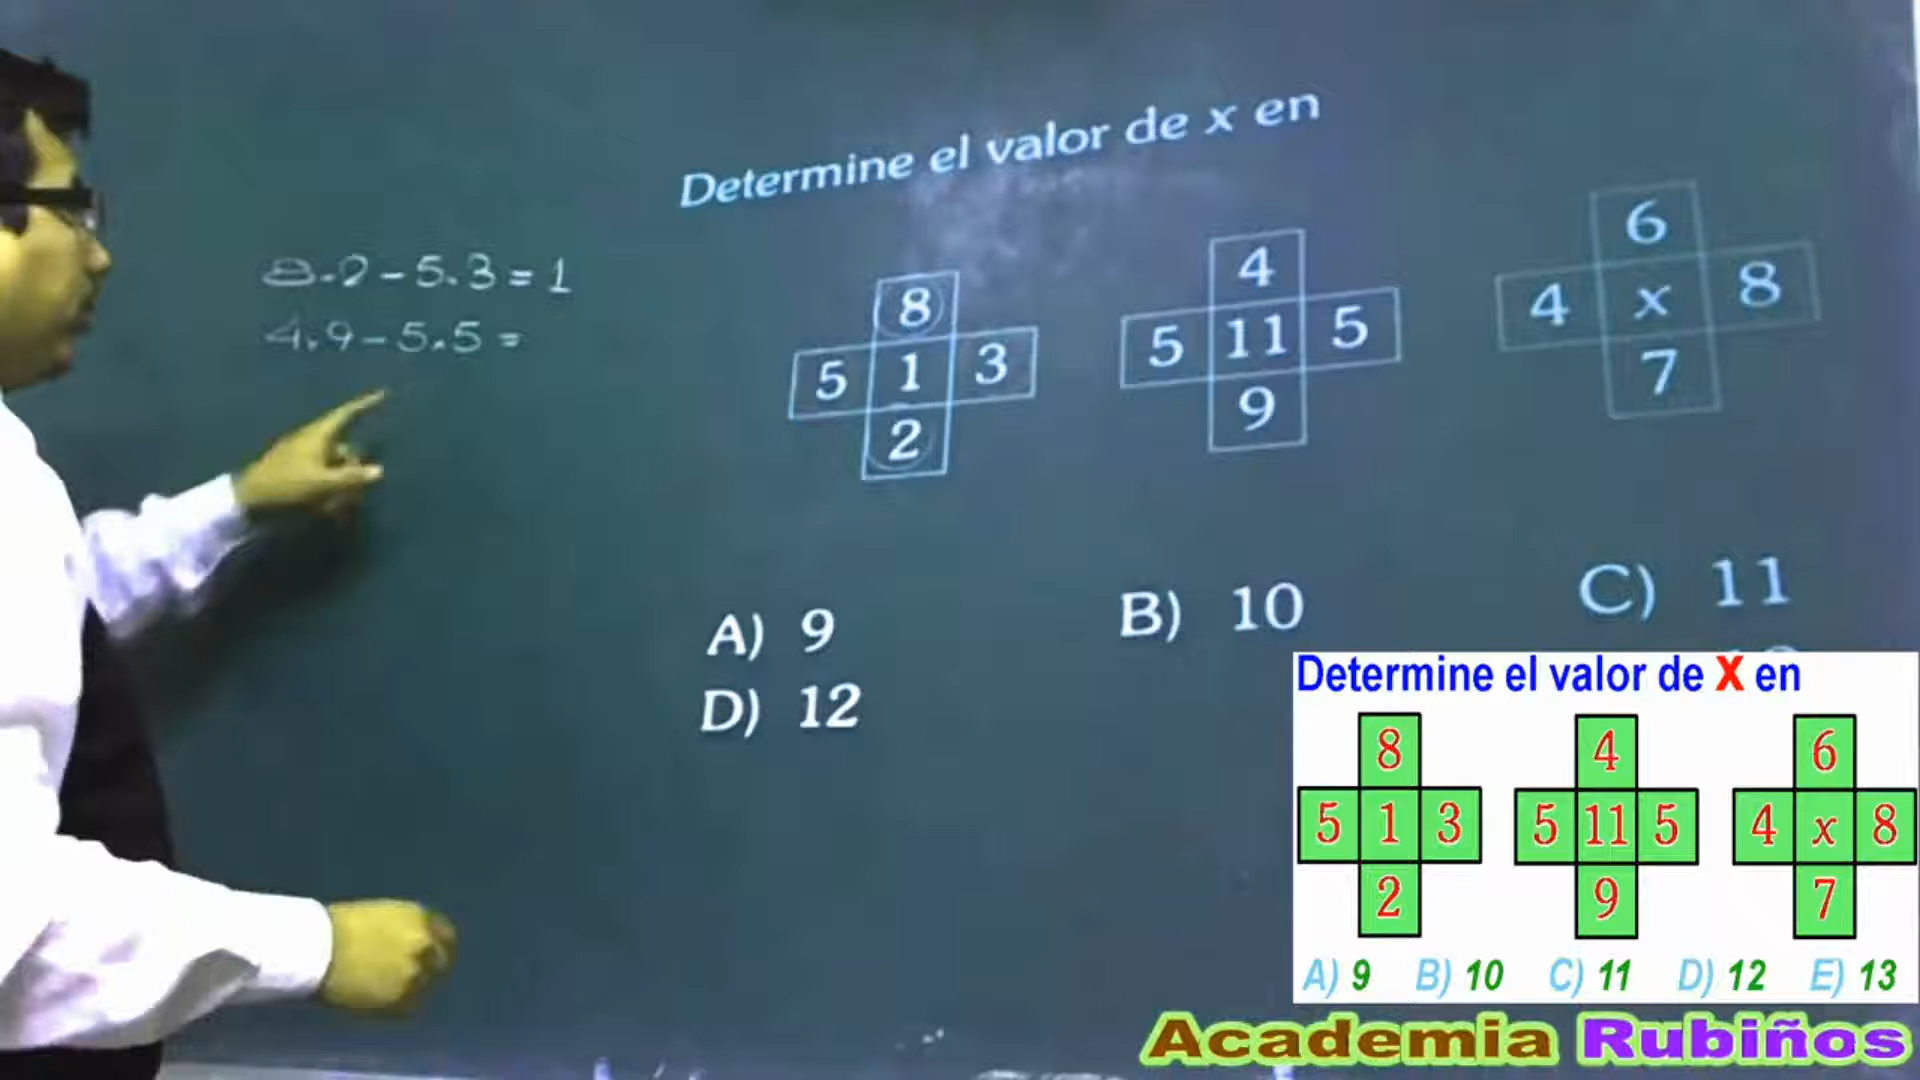 Determine el valor de x en
8.2-5.3=1
4.9-5.5=
8
5 1 3
2
4
5 11 5
9
6
4 x 8
7
A) 9 B) 10 C) 11
D) 12
Determine el valor de X en
8
5 1 3
2
4
5 11 5
9
6
4 x 8
7
A) 9 B) 10 C) 11 D) 12 E) 13
Academia Rubiños